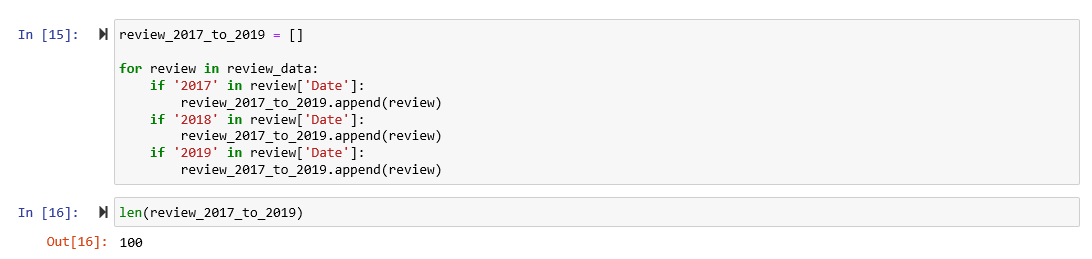 In [15]: review_2017_to_2019 = []
for review in review_data:
    if '2017' in review['Date']:
        review_2017_to_2019.append(review)
    if '2018' in review['Date']:
        review_2017_to_2019.append(review)
    if '2019' in review['Date']:
        review_2017_to_2019.append(review)
In [16]: len(review_2017_to_2019)
Out[16]: 100